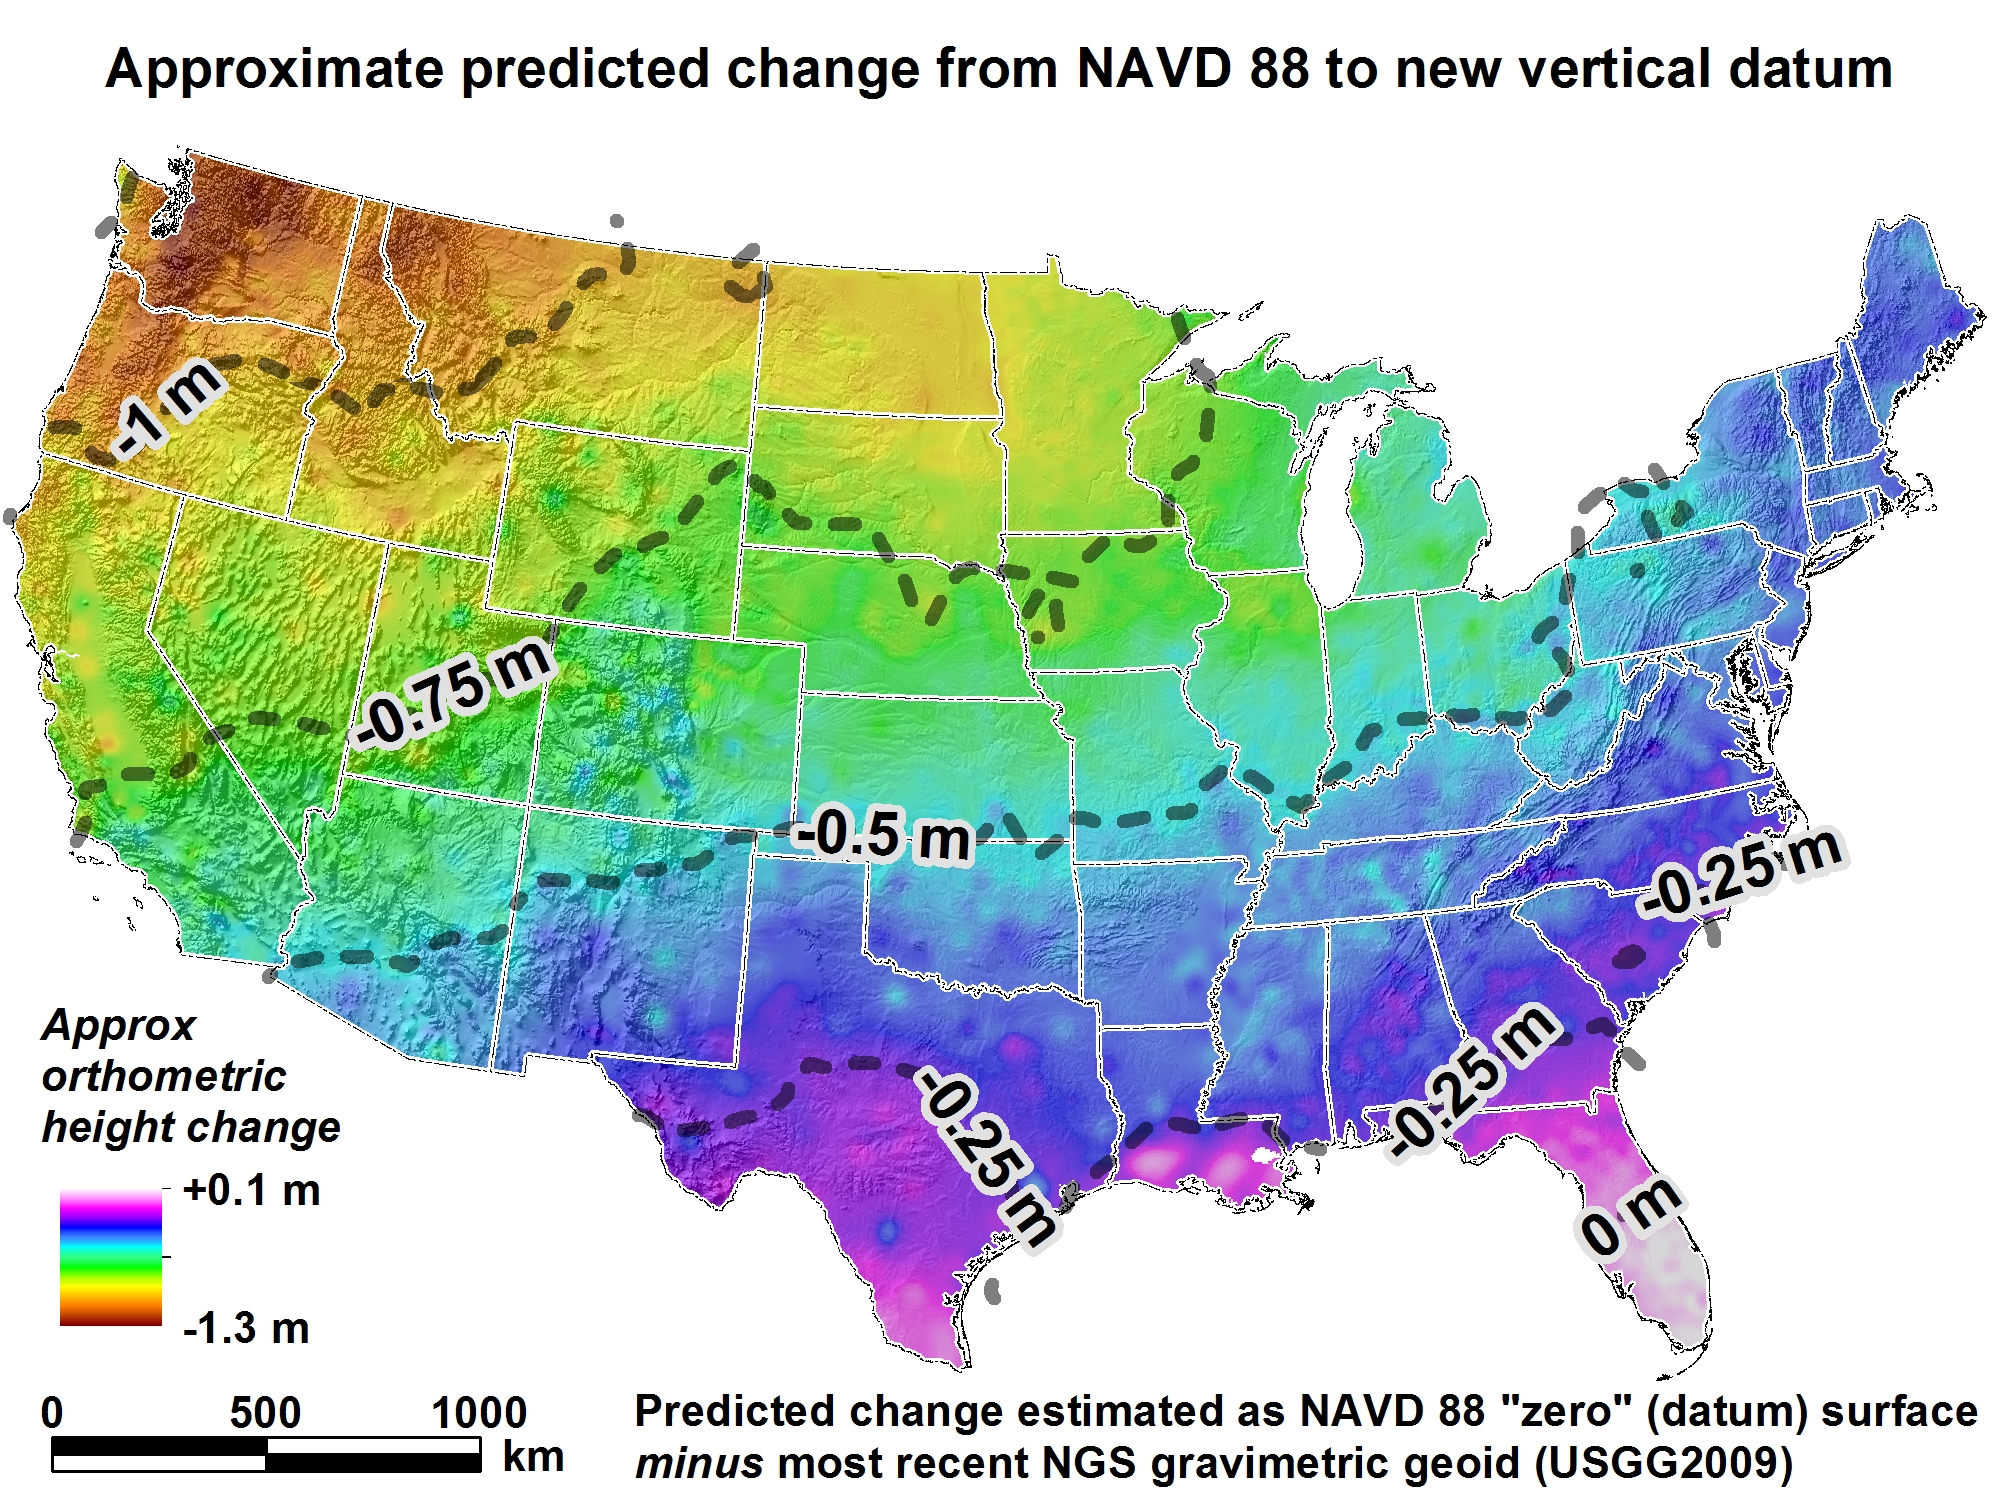 Approximate predicted change from NAVD 88 to new vertical datum
-1 m
-0.75 m
-0.5 m
-0.25 m
-0.25 m
-0.25 m
0 m
Approx
orthometric
height change
+0.1 m
-1.3 m
0 500 1000
km
Predicted change estimated as NAVD 88 "zero" (datum) surface
minus most recent NGS gravimetric geoid (USGG2009)